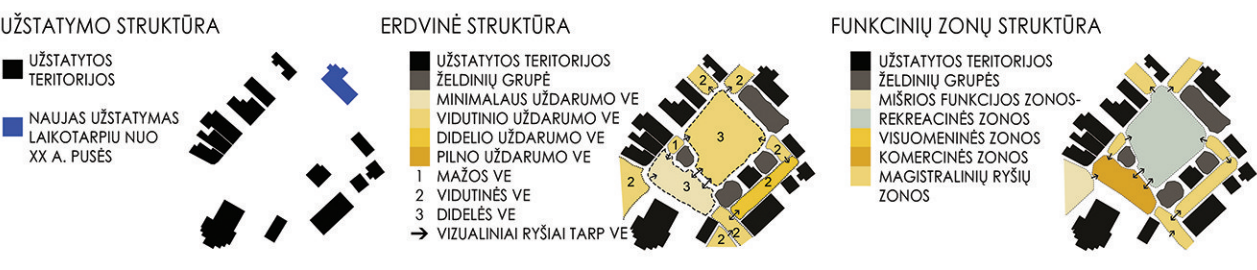 UŽSTATYMO STRUKTŪRA
UŽSTATYTOS
TERITORIJOS
NAUJAS UŽSTATYMAS
LAIKOTARPIU NUO
XX A. PUSĖS
ERDVINĖ STRUKTŪRA
UŽSTATYTOS TERITORIJOS
ŽELDINIŲ GRUPĖ
MINIMALAUS UŽDARUMO VE
VIDUTINIO UŽDARUMO VE
DIDELIO UŽDARUMO VE
PILNO UŽDARUMO VE
1 MAŽOS VE
2 VIDUTINĖS VE
3 DIDELĖS VE
→ VIZUALINIAI RYŠIAI TARP VE
2 2
3
1 2
2 3 2
2 2
FUNKCINIŲ ZONŲ STRUKTŪRA
UŽSTATYTOS TERITORIJOS
ŽELDINIŲ GRUPĖS
MIŠRIOS FUNKCIJOS ZONOS-
REKREACINĖS ZONOS
VISUOMENINĖS ZONOS
KOMERCINĖS ZONOS
MAGISTRALINIŲ RYŠIŲ
ZONOS